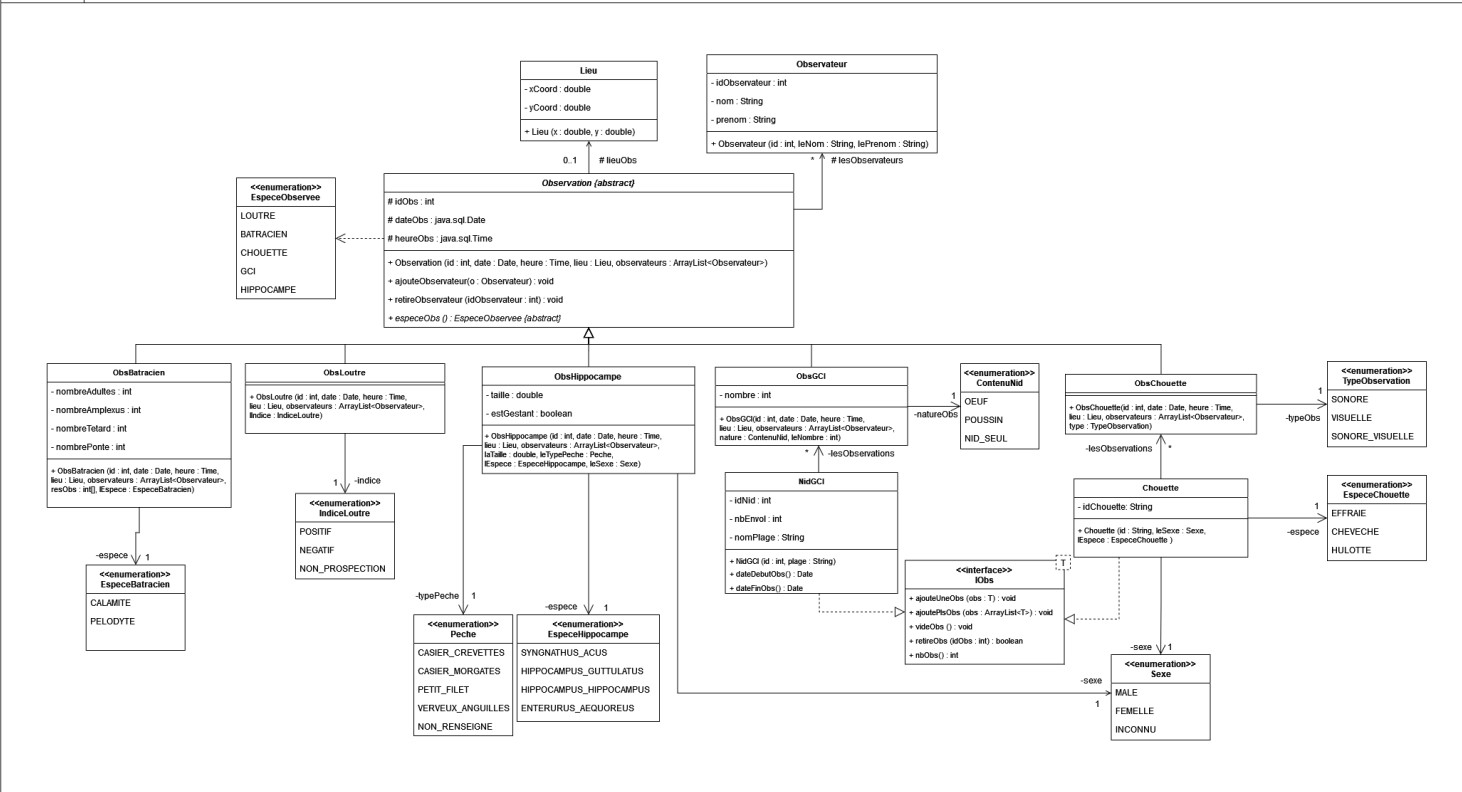 Lieu
- xCoord : double
- yCoord : double
+ Lieu (x : double, y : double)
0..1
# lieuObs
Observateur
- idObservateur : int
- nom : String
- prenom : String
+ Observateur (id : int, leNom : String, lePrenom : String)
*
# lesObservateurs
<<enumeration>>
EspeceObservee
LOUTRE
BATRACIEN
CHOUETTE
GCI
HIPPOCAMPE
Observation {abstract}
# idObs : int
# dateObs : java.sql.Date
# heureObs : java.sql.Time
+ Observation (id : int, date : Date, heure : Time, lieu : Lieu, observateurs : ArrayList<Observateur>)
+ ajouteObservateur(o : Observateur) : void
+ retireObservateur (idObservateur : int) : void
+ especeObs () : EspeceObservee {abstract}
ObsBatracien
- nombreAdultes : int
- nombreAmplexus : int
- nombreTetard : int
- nombrePonte : int
+ ObsBatracien (id : int, date : Date, heure : Time,
lieu : Lieu, observateurs : ArrayList<Observateur>,
resObs : int[], lEspece : EspeceBatracien)
-espece
1
<<enumeration>>
EspeceBatracien
CALAMITE
PELODYTE
ObsLoutre
+ ObsLoutre (id : int, date : Date, heure : Time,
lieu : Lieu, observateurs : ArrayList<Observateur>,
lIndice : IndiceLoutre)
1
-indice
<<enumeration>>
IndiceLoutre
POSITIF
NEGATIF
NON_PROSPECTION
ObsHippocampe
- taille : double
- estGestant : boolean
+ ObsHippocampe (id : int, date : Date, heure : Time,
lieu : Lieu, observateurs : ArrayList<Observateur>,
laTaille : double, leTypePeche : Peche,
lEspece : EspeceHippocampe, leSexe : Sexe)
-typePeche
1
<<enumeration>>
Peche
CASIER_CREVETTES
CASIER_MORGATES
PETIT_FILET
VERVEUX_ANGUILLES
NON_RENSEIGNE
-espece
1
<<enumeration>>
EspeceHippocampe
SYNGNATHUS_ACUS
HIPPOCAMPUS_GUTTULATUS
HIPPOCAMPUS_HIPPOCAMPUS
ENTERURUS_AEQUOREUS
ObsGCI
- nombre : int
+ ObsGCI(id : int, date : Date, heure : Time,
lieu : Lieu, observateurs : ArrayList<Observateur>,
nature : ContenuNid, leNombre : int)
1
-natureObs
<<enumeration>>
ContenuNid
OEUF
POUSSIN
NID_SEUL
*
-lesObservations
NidGCI
- idNid : int
- nbEnvol : int
- nomPlage : String
+ NidGCI (id : int, plage : String)
+ dateDebutObs() : Date
+ dateFinObs() : Date
<<interface>>
IObs
T
+ ajouteUneObs (obs : T) : void
+ ajoutePlsObs (obs : ArrayList<T>) : void
+ videObs () : void
+ retireObs (idObs : int) : boolean
+ nbObs() : int
ObsChouette
+ ObsChouette(id : int, date : Date, heure : Time,
lieu : Lieu, observateurs : ArrayList<Observateur>,
type : TypeObservation)
1
-typeObs
<<enumeration>>
TypeObservation
SONORE
VISUELLE
SONORE_VISUELLE
-lesObservations
*
Chouette
- idChouette: String
+ Chouette (id : String, leSexe : Sexe,
lEspece : EspeceChouette )
1
-espece
<<enumeration>>
EspeceChouette
EFFRAIE
CHEVECHE
HULOTTE
-sexe
1
-sexe
1
<<enumeration>>
Sexe
MALE
FEMELLE
INCONNU